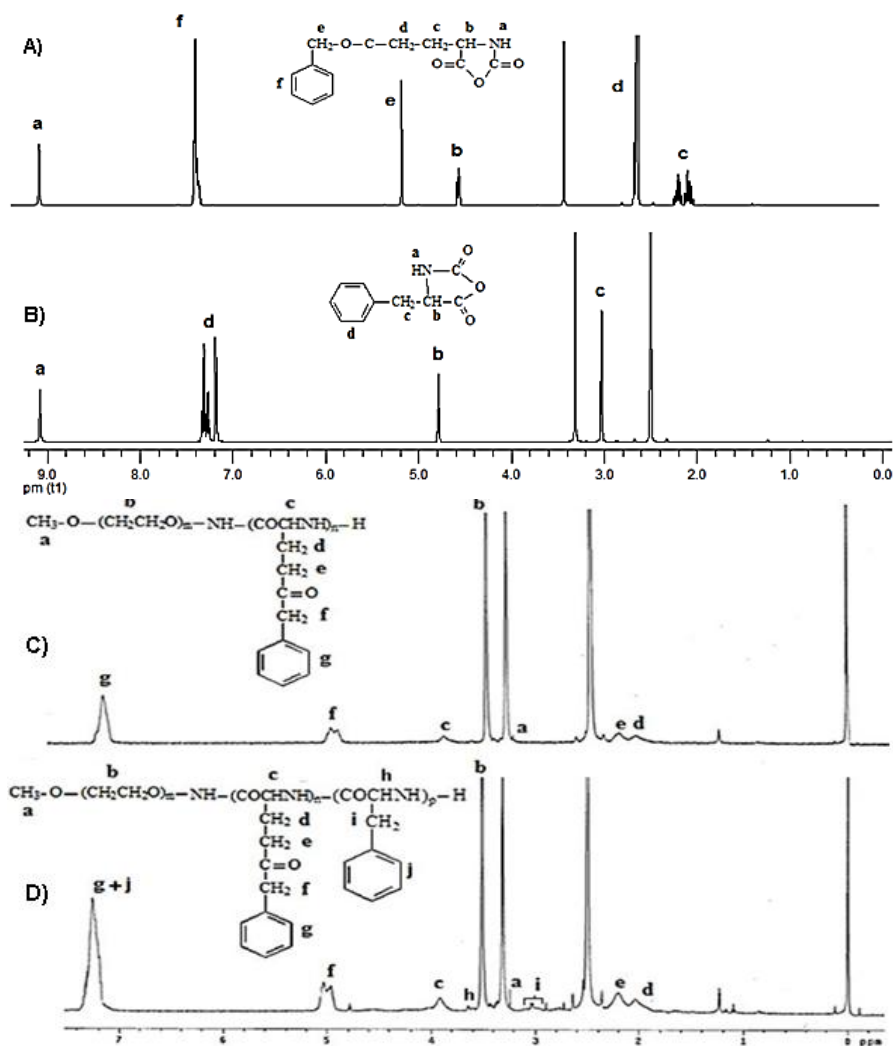 A)
f
e d c b a
CH₂-O-C-CH₂-CH₂-CH-NH
O=C C=O
O
f
a
e
b
d
c
B)
a
HN-C=O
O
CH₂-CH-C
c b O
d
a
d
b
c
9.0 8.0 7.0 6.0 5.0 4.0 3.0 2.0 1.0 0.0
pm (t1)
b c
CH₃-O-(CH₂CH₂O)ₘ-NH-(COCHNH)ₙ-H
a
CH₂ d
CH₂ e
C=O
CH₂ f
g
C)
g
f
c
b
a
e d
b c h
CH₃-O-(CH₂CH₂O)ₘ-NH-(COCHNH)ₙ-(COCHNH)ₚ-H
a
CH₂ d i CH₂
CH₂ e
C=O j
CH₂ f
g
D)
g + j
f
c
h
b
a
i
e
d
7 6 5 4 3 2 1 0 ppm